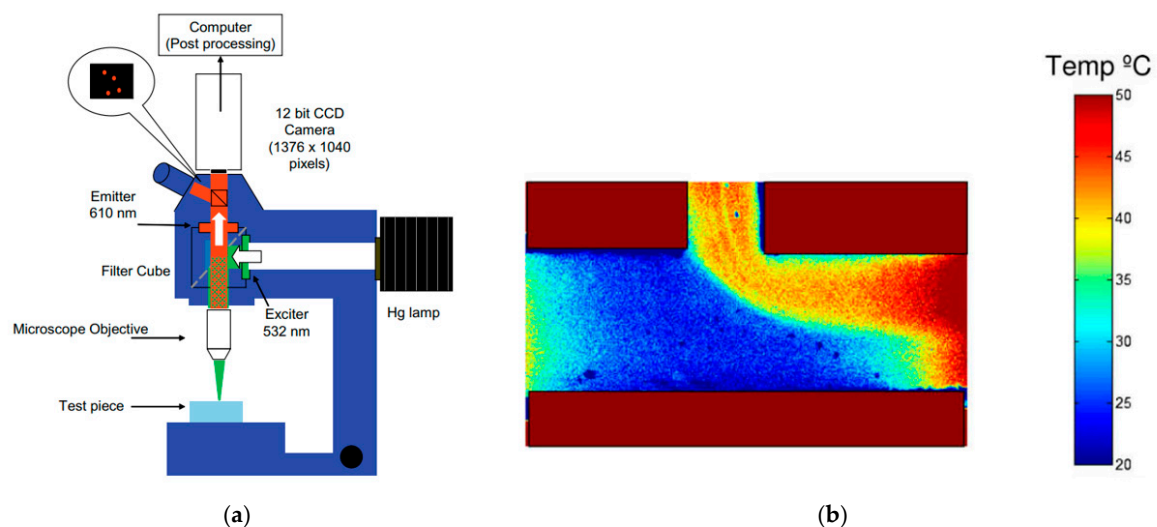 Computer
(Post processing)
12 bit CCD
Camera
(1376 x 1040
pixels)
Emitter
610 nm
Filter Cube
Exciter
532 nm
Hg lamp
Microscope Objective
Test piece
(a)
Temp ºC
50
45
40
35
30
25
20
(b)